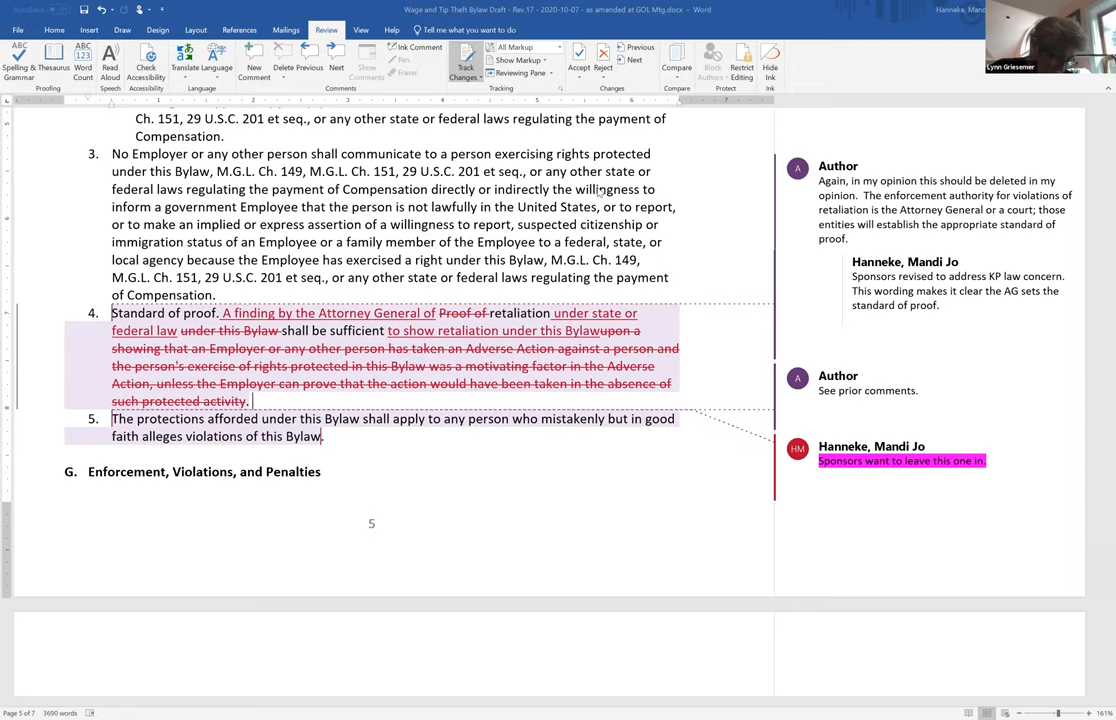 Wage and Tip Theft Bylaw Draft - Rev.17 - 2020-10-07 - as amended at GOL Mtg.docx - Word
Hanneke, Mand
File Home Insert Draw Design Layout References Mailings Review View Help Tell me what you want to do
Spelling & Grammar
Thesaurus
Word Count
Read Aloud
Check Accessibility
Translate
Language
New Comment
Delete
Previous
Next
Show Comments
Ink Comment
Pen
Eraser
Track Changes
All Markup
Show Markup
Reviewing Pane
Accept
Reject
Previous
Next
Compare
Block Authors
Restrict Editing
Hide Ink
Proofing Speech Accessibility Language Comments Tracking Changes Compare Protect Ink
Lynn Griesemer
1 2 3 4 5 6 7
Ch. 151, 29 U.S.C. 201 et seq., or any other state or federal laws regulating the payment of
Compensation.
3. No Employer or any other person shall communicate to a person exercising rights protected
under this Bylaw, M.G.L. Ch. 149, M.G.L. Ch. 151, 29 U.S.C. 201 et seq., or any other state or
federal laws regulating the payment of Compensation directly or indirectly the willingness to
inform a government Employee that the person is not lawfully in the United States, or to report,
or to make an implied or express assertion of a willingness to report, suspected citizenship or
immigration status of an Employee or a family member of the Employee to a federal, state, or
local agency because the Employee has exercised a right under this Bylaw, M.G.L. Ch. 149,
M.G.L. Ch. 151, 29 U.S.C. 201 et seq., or any other state or federal laws regulating the payment
of Compensation.
4. Standard of proof. A finding by the Attorney General of Proof of retaliation under state or
federal law under this Bylaw shall be sufficient to show retaliation under this Bylawupon a
showing that an Employer or any other person has taken an Adverse Action against a person and
the person's exercise of rights protected in this Bylaw was a motivating factor in the Adverse
Action, unless the Employer can prove that the action would have been taken in the absence of
such protected activity.
5. The protections afforded under this Bylaw shall apply to any person who mistakenly but in good
faith alleges violations of this Bylaw.
G. Enforcement, Violations, and Penalties
5
A
Author
Again, in my opinion this should be deleted in my
opinion. The enforcement authority for violations of
retaliation is the Attorney General or a court; those
entities will establish the appropriate standard of
proof.
Hanneke, Mandi Jo
Sponsors revised to address KP law concern.
This wording makes it clear the AG sets the
standard of proof.
A
Author
See prior comments.
HM
Hanneke, Mandi Jo
Sponsors want to leave this one in.
Page 5 of 7 3690 words
161%